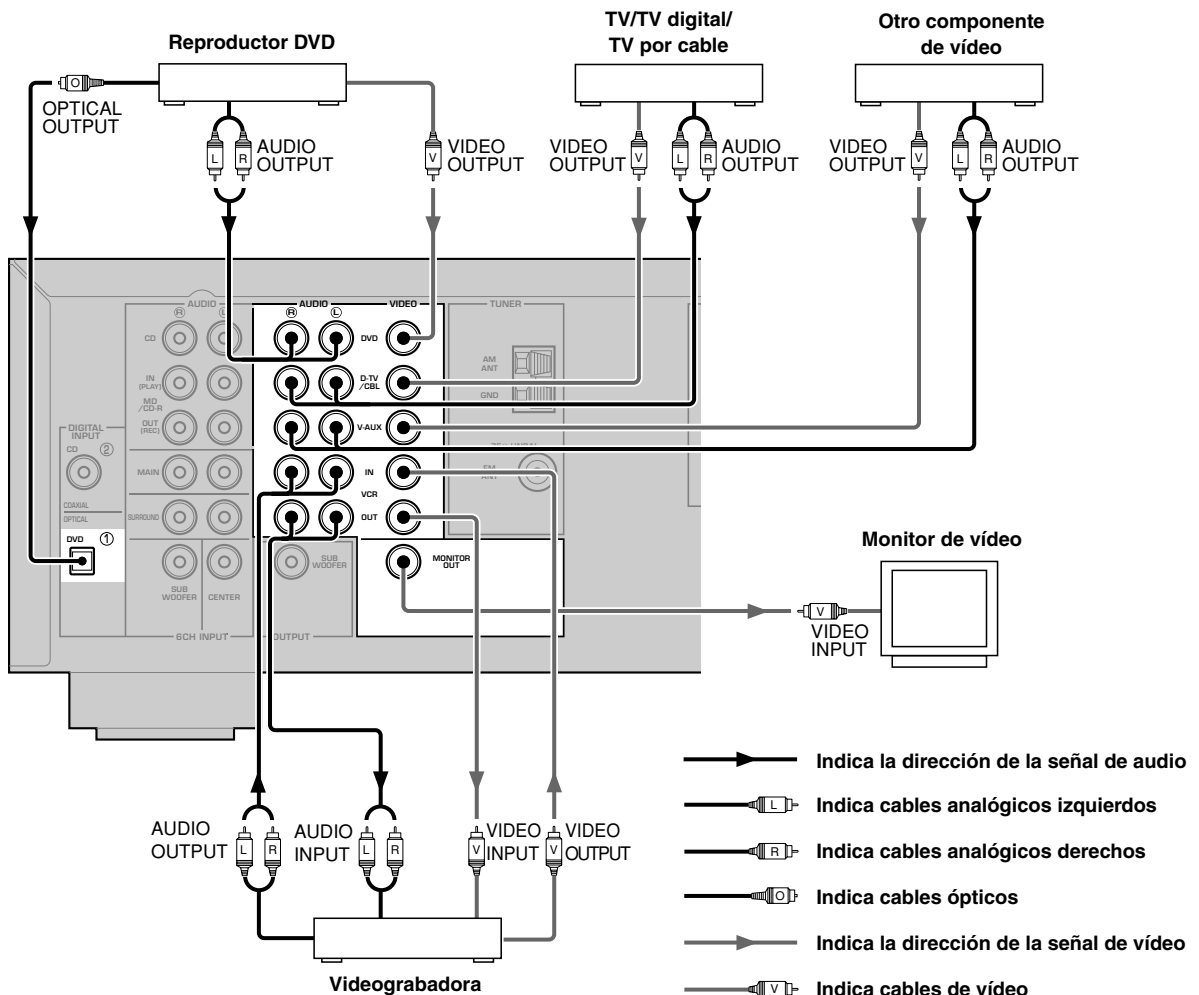 Reproductor DVD
TV/TV digital/
TV por cable
Otro componente
de vídeo
O
OPTICAL
OUTPUT
L R
AUDIO
OUTPUT
V
VIDEO
OUTPUT
VIDEO
OUTPUT
V
L R
AUDIO
OUTPUT
VIDEO
OUTPUT
V
L R
AUDIO
OUTPUT
AUDIO
R L
CD
IN
(PLAY)
MD
/CD-R
OUT
(REC)
MAIN
SURROUND
SUB
WOOFER
CENTER
6CH INPUT
DIGITAL
INPUT
CD 2
COAXIAL
OPTICAL
DVD 1
AUDIO
R L
VIDEO
DVD
D-TV
/CBL
V-AUX
IN
VCR
OUT
SUB
WOOFER
OUTPUT
MONITOR
OUT
TUNER
AM
ANT
GND
FM
ANT
Monitor de vídeo
V
VIDEO
INPUT
AUDIO
OUTPUT
L R
AUDIO
INPUT
L R
V
VIDEO
INPUT
V
VIDEO
OUTPUT
Videograbadora
Indica la dirección de la señal de audio
L Indica cables analógicos izquierdos
R Indica cables analógicos derechos
O Indica cables ópticos
Indica la dirección de la señal de vídeo
V Indica cables de vídeo